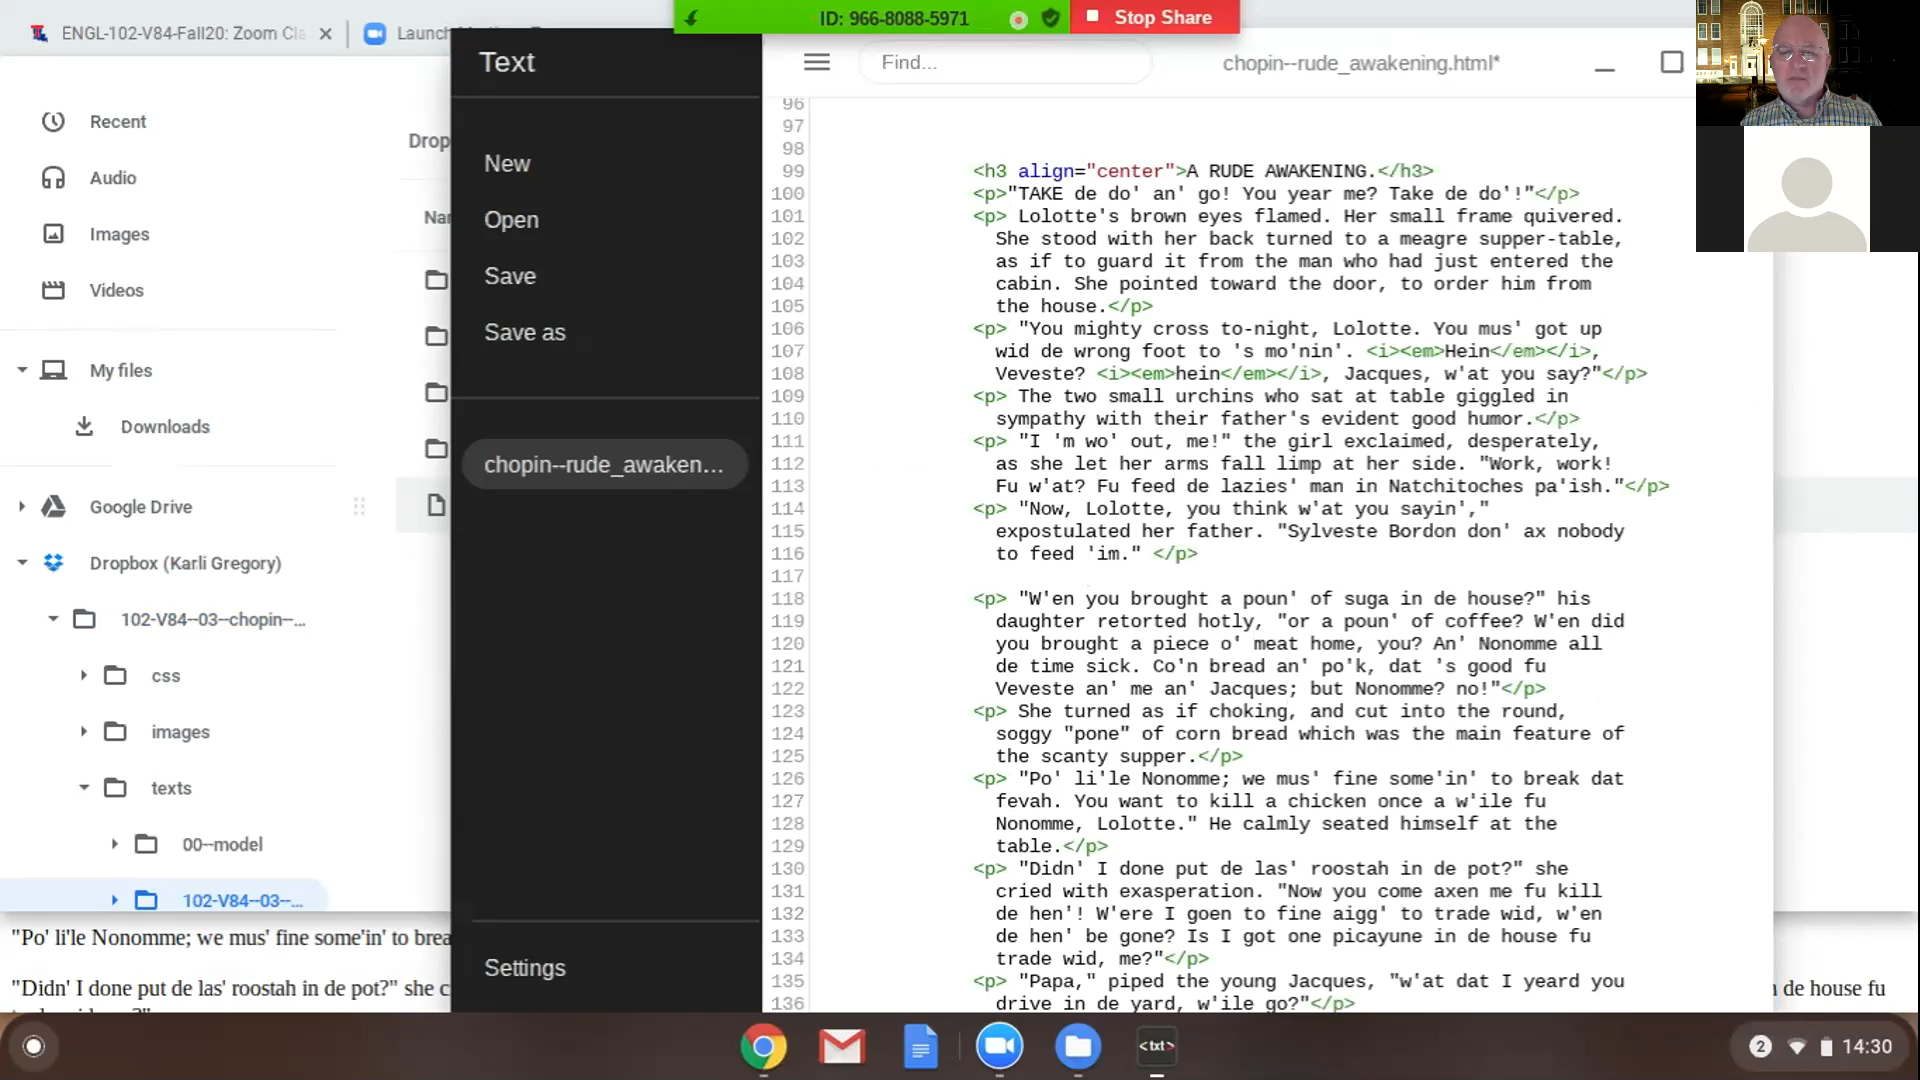 ENGL-102-V84-Fall20: Zoom Cla
Launch
ID: 966-8088-5971
Stop Share
Text
Find...
chopin--rude_awakening.html*
Recent
Audio
Images
Videos
My files
Downloads
Google Drive
Dropbox (Karli Gregory)
102-V84--03--chopin--...
css
images
texts
00--model
102-V84--03--...
Drop
Nar
New
Open
Save
Save as
chopin--rude_awaken...
Settings
96
97
98
99 <h3 align="center">A RUDE AWAKENING.</h3>
100 <p>"TAKE de do' an' go! You year me? Take de do'!"</p>
101 <p> Lolotte's brown eyes flamed. Her small frame quivered.
102 She stood with her back turned to a meagre supper-table,
103 as if to guard it from the man who had just entered the
104 cabin. She pointed toward the door, to order him from
105 the house.</p>
106 <p> "You mighty cross to-night, Lolotte. You mus' got up
107 wid de wrong foot to 's mo'nin'. <i><em>Hein</em></i>,
108 Veveste? <i><em>hein</em></i>, Jacques, w'at you say?"</p>
109 <p> The two small urchins who sat at table giggled in
110 sympathy with their father's evident good humor.</p>
111 <p> "I 'm wo' out, me!" the girl exclaimed, desperately,
112 as she let her arms fall limp at her side. "Work, work!
113 Fu w'at? Fu feed de lazies' man in Natchitoches pa'ish."</p>
114 <p> "Now, Lolotte, you think w'at you sayin',"
115 expostulated her father. "Sylveste Bordon don' ax nobody
116 to feed 'im." </p>
117
118 <p> "W'en you brought a poun' of suga in de house?" his
119 daughter retorted hotly, "or a poun' of coffee? W'en did
120 you brought a piece o' meat home, you? An' Nonomme all
121 de time sick. Co'n bread an' po'k, dat 's good fu
122 Veveste an' me an' Jacques; but Nonomme? no!"</p>
123 <p> She turned as if choking, and cut into the round,
124 soggy "pone" of corn bread which was the main feature of
125 the scanty supper.</p>
126 <p> "Po' li'le Nonomme; we mus' fine some'in' to break dat
127 fevah. You want to kill a chicken once a w'ile fu
128 Nonomme, Lolotte." He calmly seated himself at the
129 table.</p>
130 <p> "Didn' I done put de las' roostah in de pot?" she
131 cried with exasperation. "Now you come axen me fu kill
132 de hen'! W'ere I goen to fine aigg' to trade wid, w'en
133 de hen' be gone? Is I got one picayune in de house fu
134 trade wid, me?"</p>
135 <p> "Papa," piped the young Jacques, "w'at dat I yeard you
136 drive in de yard, w'ile go?"</p>
"Po' li'le Nonomme; we mus' fine some'in' to brea
"Didn' I done put de las' roostah in de pot?" she c
de house fu
<txt>
2
14:30